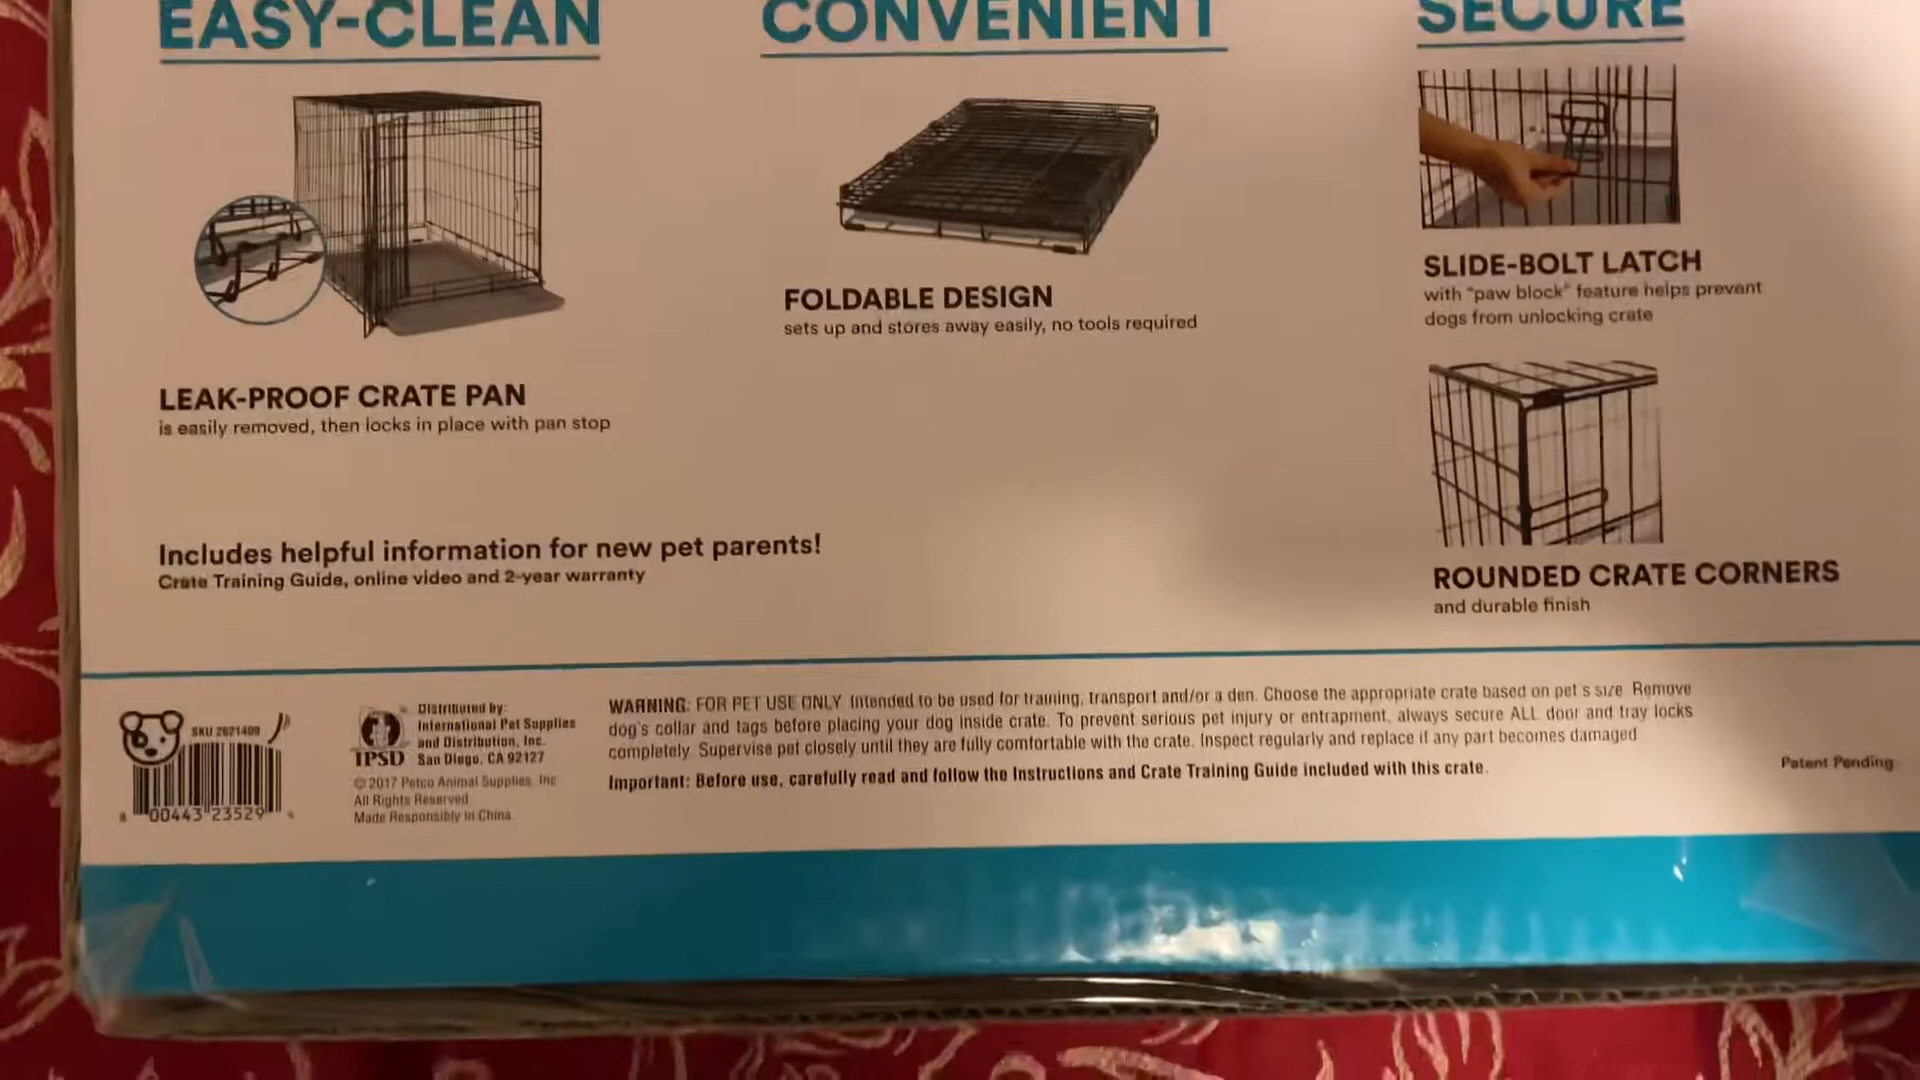 EASY-CLEAN
CONVENIENT
SECURE
LEAK-PROOF CRATE PAN
is easily removed, then locks in place with pan stop
FOLDABLE DESIGN
sets up and stores away easily, no tools required
SLIDE-BOLT LATCH
with "paw block" feature helps prevent
dogs from unlocking crate
ROUNDED CRATE CORNERS
and durable finish
Includes helpful information for new pet parents!
Crate Training Guide, online video and 2-year warranty
SKU 2621409
00443 23529
Distributed by:
International Pet Supplies
and Distribution, Inc.
San Diego, CA 92127
IPSD
© 2017 Petco Animal Supplies, Inc
All Rights Reserved
Made Responsibly in China.
WARNING: FOR PET USE ONLY Intended to be used for training, transport and/or a den. Choose the appropriate crate based on pet s size Remove
dog's collar and tags before placing your dog inside crate. To prevent serious pet injury or entrapment, always secure ALL door and tray locks
completely. Supervise pet closely until they are fully comfortable with the crate. Inspect regularly and replace if any part becomes damaged
Important: Before use, carefully read and follow the Instructions and Crate Training Guide included with this crate.
Patent Pending